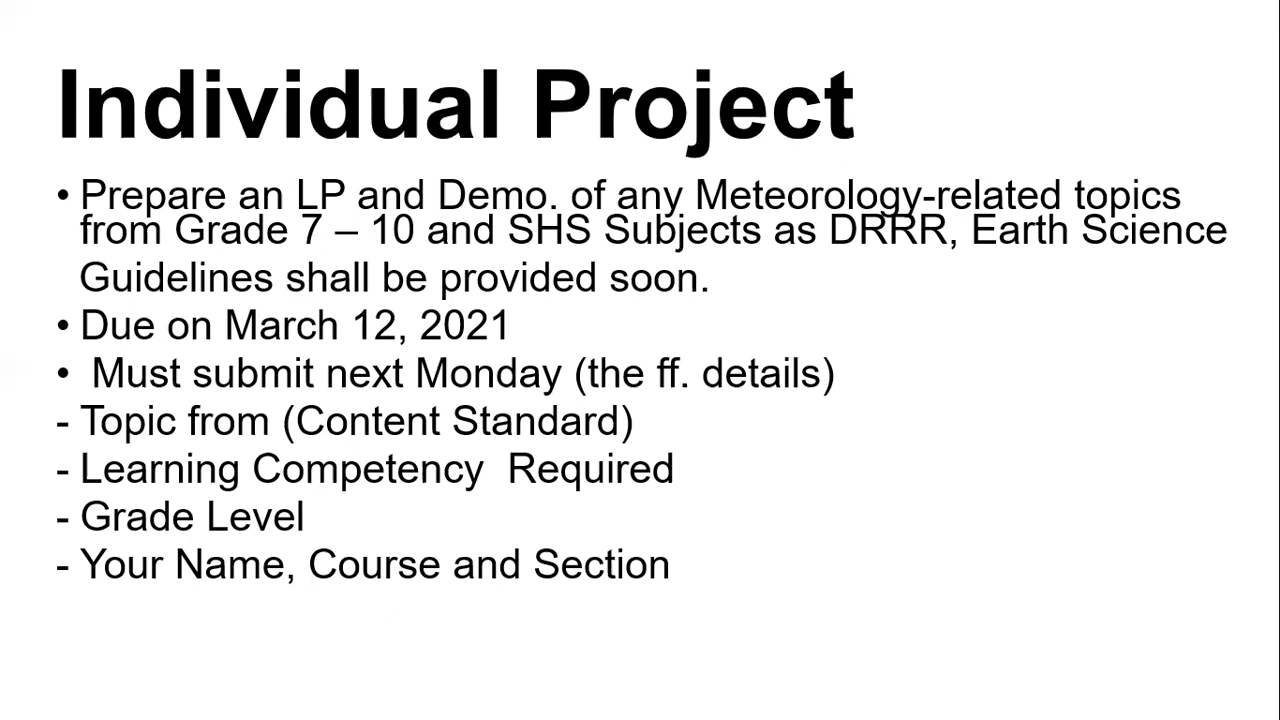 Individual Project
• Prepare an LP and Demo. of any Meteorology-related topics
from Grade 7 – 10 and SHS Subjects as DRRR, Earth Science
Guidelines shall be provided soon.
• Due on March 12, 2021
• Must submit next Monday (the ff. details)
- Topic from (Content Standard)
- Learning Competency  Required
- Grade Level
- Your Name, Course and Section